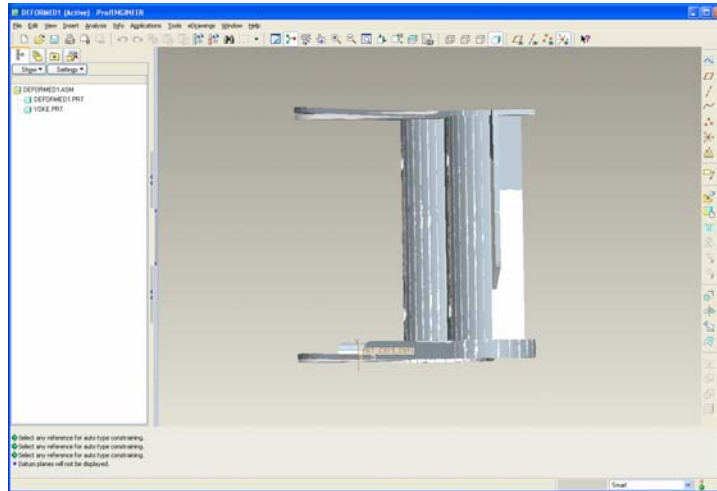 DEFORMED1 (Active) - Pro/ENGINEER
File Edit View Insert Analysis Info Applications Tools eDrawings Window Help
Show Settings
DEFORMED1.ASM
DEFORMED1.PRT
YOKE.PRT
Select any reference for auto type constraining.
Select any reference for auto type constraining.
Select any reference for auto type constraining.
Datum planes will not be displayed.
Smart